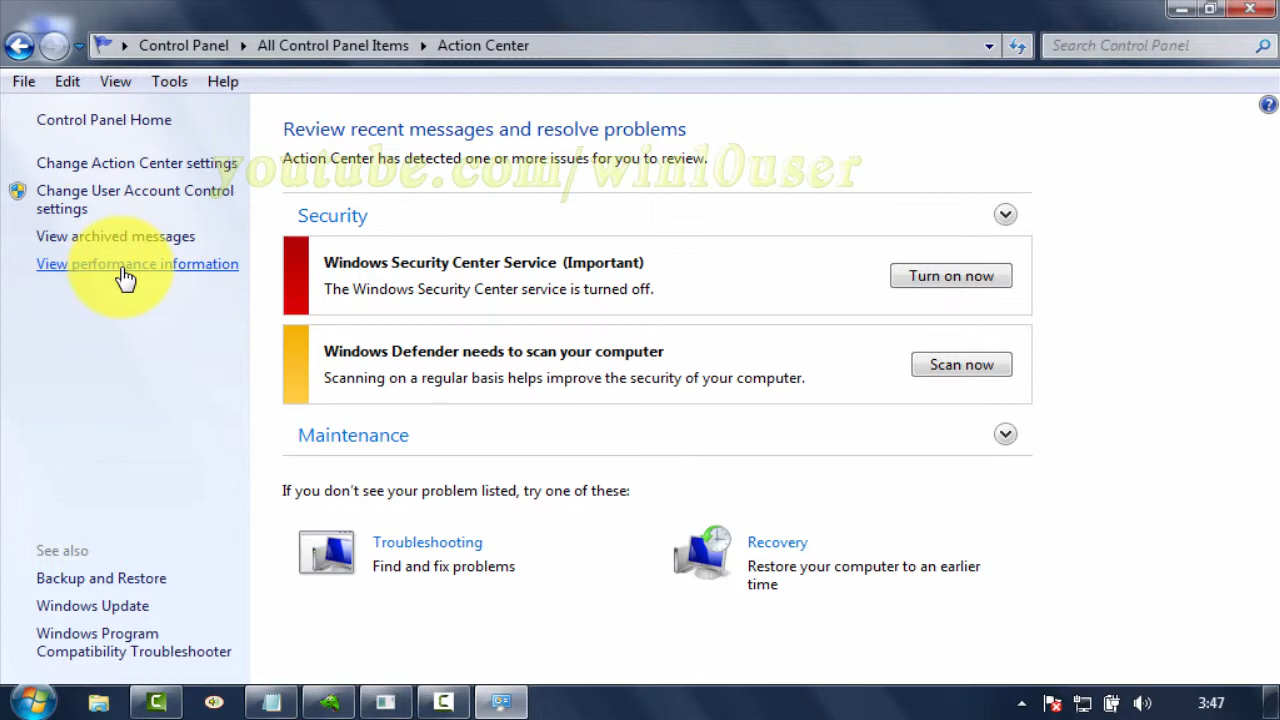 Control Panel ▸ All Control Panel Items ▸ Action Center
Search Control Panel
File Edit View Tools Help
Control Panel Home
Change Action Center settings
Change User Account Control
settings
View archived messages
View performance information
See also
Backup and Restore
Windows Update
Windows Program
Compatibility Troubleshooter
Review recent messages and resolve problems
Action Center has detected one or more issues for you to review.
youtube.com/win10user
Security
Windows Security Center Service (Important)
The Windows Security Center service is turned off.
Turn on now
Windows Defender needs to scan your computer
Scanning on a regular basis helps improve the security of your computer.
Scan now
Maintenance
If you don't see your problem listed, try one of these:
Troubleshooting
Find and fix problems
Recovery
Restore your computer to an earlier
time
3:47